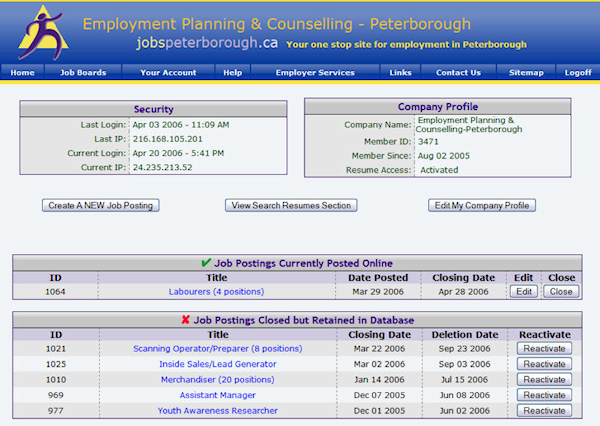 Employment Planning & Counselling - Peterborough
jobspeterborough.ca Your one stop site for employment in Peterborough
Home Job Boards Your Account Help Employer Services Links Contact Us Sitemap Logoff
Security
Last Login: Apr 03 2006 - 11:09 AM
Last IP: 216.168.105.201
Current Login: Apr 20 2006 - 5:41 PM
Current IP: 24.235.213.52
Company Profile
Company Name: Employment Planning &
Counselling-Peterborough
Member ID: 3471
Member Since: Aug 02 2005
Resume Access: Activated
Create A NEW Job Posting View Search Resumes Section Edit My Company Profile
Job Postings Currently Posted Online
ID Title Date Posted Closing Date Edit Close
1064 Labourers (4 positions) Mar 29 2006 Apr 28 2006 Edit Close
Job Postings Closed but Retained in Database
ID Title Closing Date Deletion Date Reactivate
1021 Scanning Operator/Preparer (8 positions) Mar 22 2006 Sep 23 2006 Reactivate
1025 Inside Sales/Lead Generator Mar 02 2006 Sep 03 2006 Reactivate
1010 Merchandiser (20 positions) Jan 14 2006 Jul 15 2006 Reactivate
969 Assistant Manager Dec 07 2005 Jun 08 2006 Reactivate
977 Youth Awareness Researcher Dec 01 2005 Jun 02 2006 Reactivate